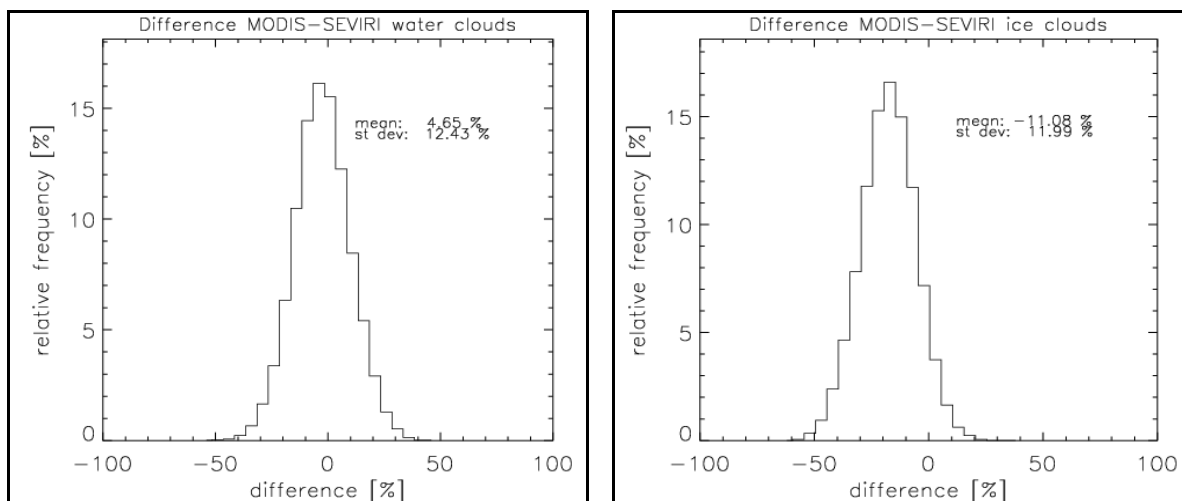 Difference MODIS-SEVIRI water clouds
relative frequency [%]
15
10
5
0
mean: 4.65 %
st dev: 12.43 %
-100 -50 0 50 100
difference [%]
Difference MODIS-SEVIRI ice clouds
relative frequency [%]
15
10
5
0
mean: -11.08 %
st dev: 11.99 %
-100 -50 0 50 100
difference [%]